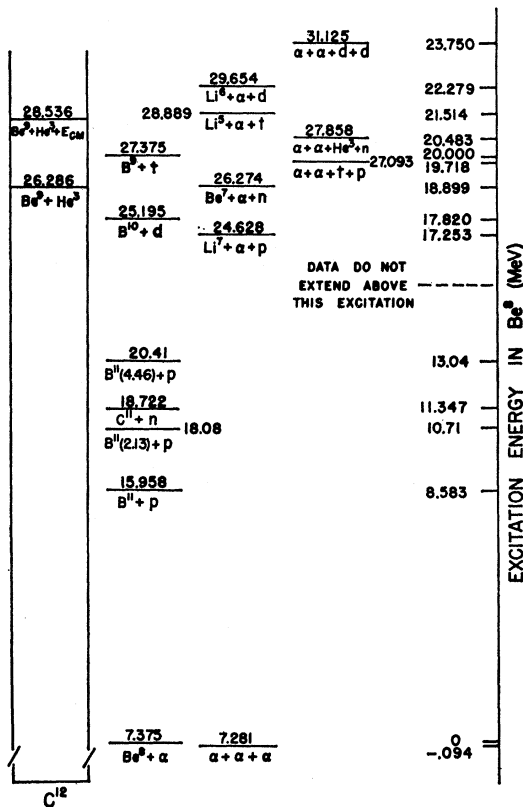 31.125
α+α+d+d
23.750
29.654
Li⁶+α+d
22.279
28.536
Be⁹+He³+E_CM
28.889
Li⁵+α+t
21.514
27.858
α+α+He³+n
20.483
27.375
B⁹+t
20.000
27.093
α+α+t+p
19.718
26.286
Be⁹+He³
26.274
Be⁷+α+n
18.899
25.195
B¹⁰+d
17.820
24.628
Li⁷+α+p
17.253
DATA DO NOT
EXTEND ABOVE
THIS EXCITATION
20.41
B¹¹(4.46)+p
13.04
18.722
C¹¹+n
11.347
18.08
B¹¹(2.13)+p
10.71
15.958
B¹¹+p
8.583
7.375
Be⁸+α
0
7.281
α+α+α
-.094
C¹²
EXCITATION ENERGY IN Be⁸ (MeV)